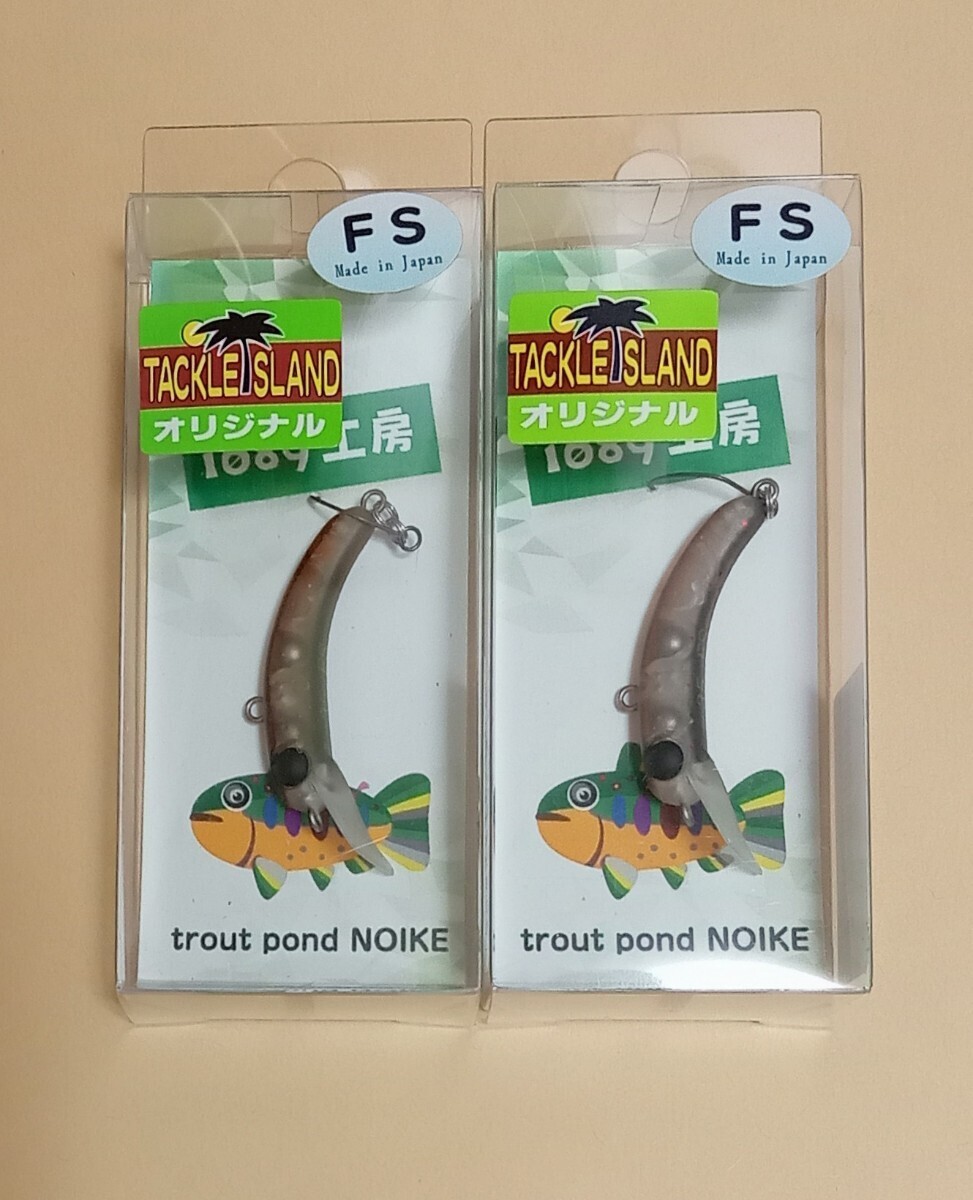 FS
Made in Japan
TACKLE ISLAND
オリジナル
1089工房
trout pond NOIKE
FS
Made in Japan
TACKLE ISLAND
オリジナル
1089工房
trout pond NOIKE